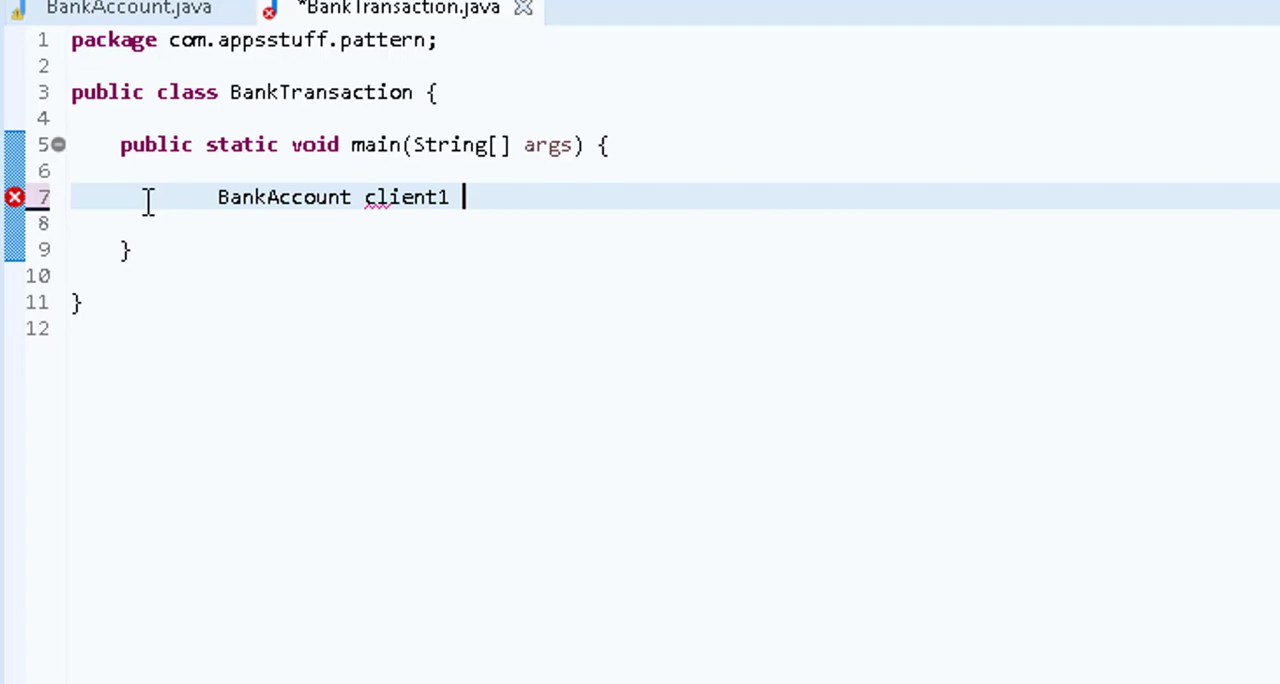 BankAccount.java *BankTransaction.java
1 package com.appsstuff.pattern;
2
3 public class BankTransaction {
4
5 public static void main(String[] args) {
6
7 BankAccount client1
8
9 }
10
11 }
12